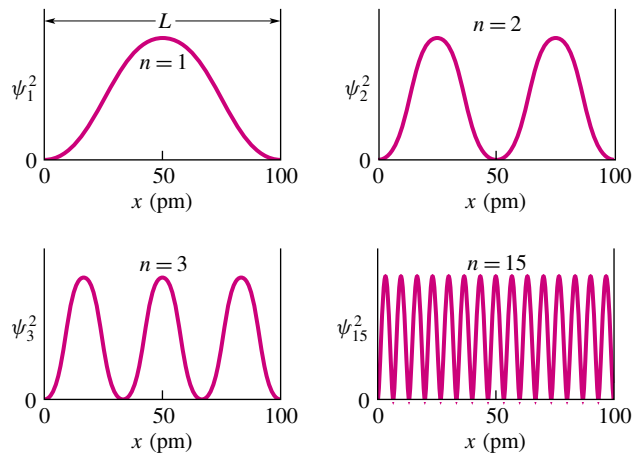 L
n = 1
ψ₁²
0
0 50 100
x (pm)
n = 2
ψ₂²
0
0 50 100
x (pm)
n = 3
ψ₃²
0
0 50 100
x (pm)
n = 15
ψ₁₅²
0
0 50 100
x (pm)